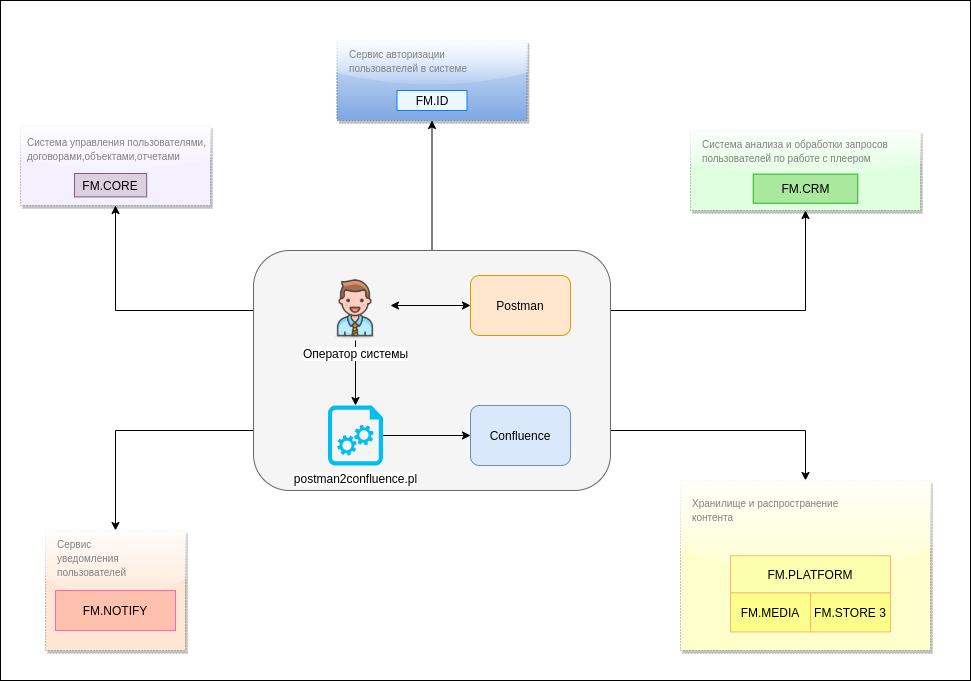 Сервис авторизации
пользователей в системе
FM.ID
Система управления пользователями,
договорами,объектами,отчетами
FM.CORE
Система анализа и обработки запросов
пользователей по работе с плеером
FM.CRM
Postman
Оператор системы
Confluence
postman2confluence.pl
Сервис
уведомления
пользователей
FM.NOTIFY
Хранилище и распространение
контента
FM.PLATFORM
FM.MEDIA
FM.STORE 3